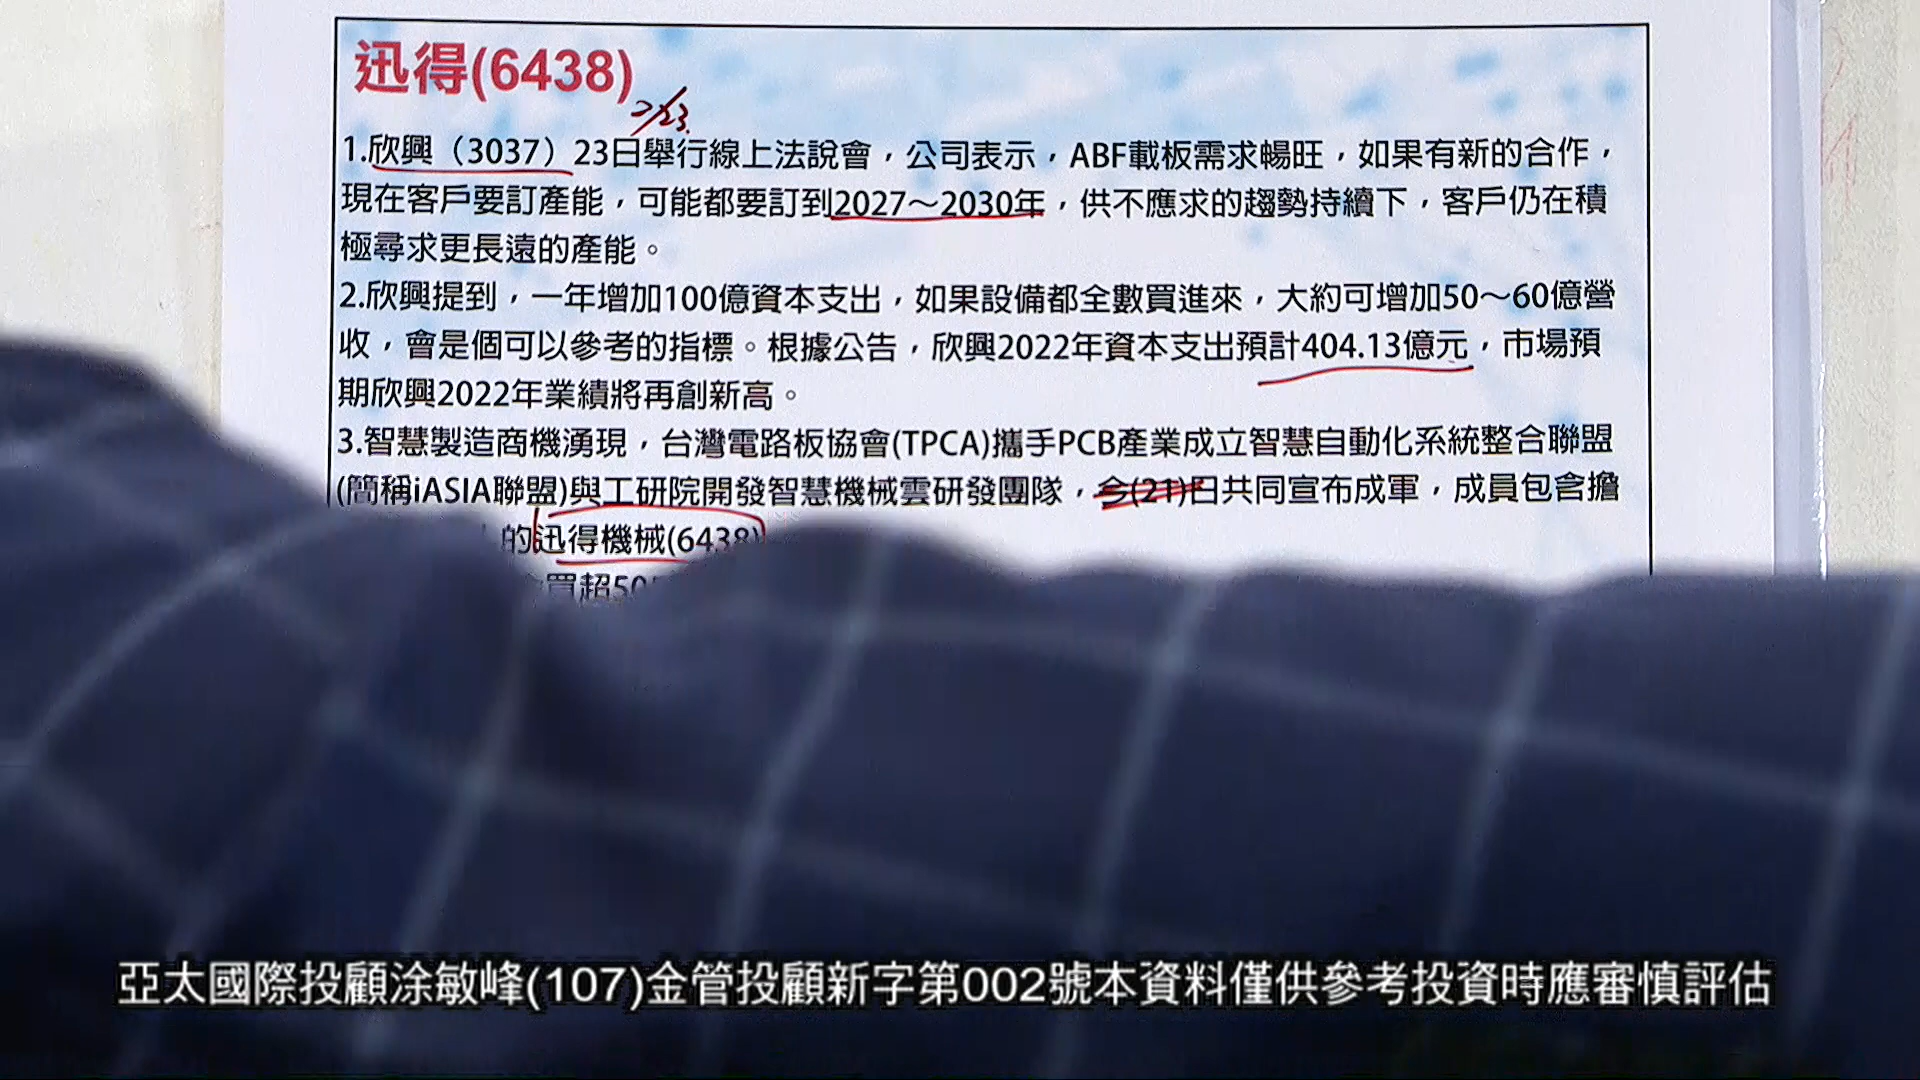 迅得(6438)
2/23.
1.欣興（3037）23日舉行線上法說會，公司表示，ABF載板需求暢旺，如果有新的合作，
現在客戶要訂產能，可能都要訂到2027～2030年，供不應求的趨勢持續下，客戶仍在積
極尋求更長遠的產能。
2.欣興提到，一年增加100億資本支出，如果設備都全數買進來，大約可增加50～60億營
收，會是個可以參考的指標。根據公告，欣興2022年資本支出預計404.13億元，市場預
期欣興2022年業績將再創新高。
3.智慧製造商機湧現，台灣電路板協會(TPCA)攜手PCB產業成立智慧自動化系統整合聯盟
(簡稱iASIA聯盟)與工研院開發智慧機械雲研發團隊，今(21)日共同宣布成軍，成員包含擔
的迅得機械(6438)
買超50
亞太國際投顧涂敏峰(107)金管投顧新字第002號本資料僅供參考投資時應審慎評估